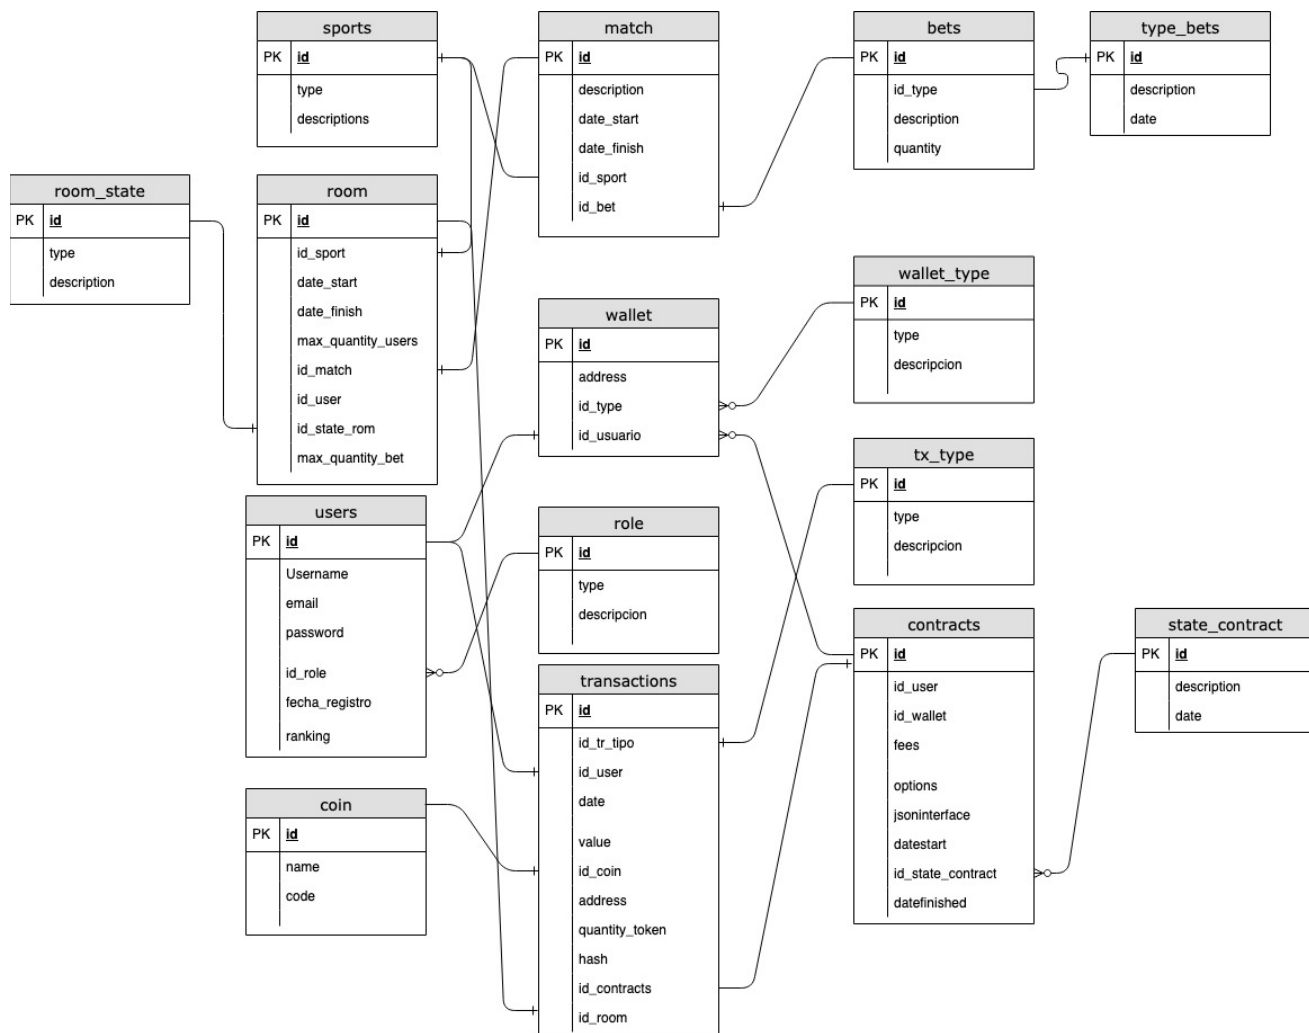 sports
PK id
type
descriptions
match
PK id
description
date_start
date_finish
id_sport
id_bet
bets
PK id
id_type
description
quantity
type_bets
PK id
description
date
room_state
PK id
type
description
room
PK id
id_sport
date_start
date_finish
max_quantity_users
id_match
id_user
id_state_rom
max_quantity_bet
wallet
PK id
address
id_type
id_usuario
wallet_type
PK id
type
descripcion
tx_type
PK id
type
descripcion
users
PK id
Username
email
password
id_role
fecha_registro
ranking
role
PK id
type
descripcion
contracts
PK id
id_user
id_wallet
fees
options
jsoninterface
datestart
id_state_contract
datefinished
state_contract
PK id
description
date
coin
PK id
name
code
transactions
PK id
id_tr_tipo
id_user
date
value
id_coin
address
quantity_token
hash
id_contracts
id_room